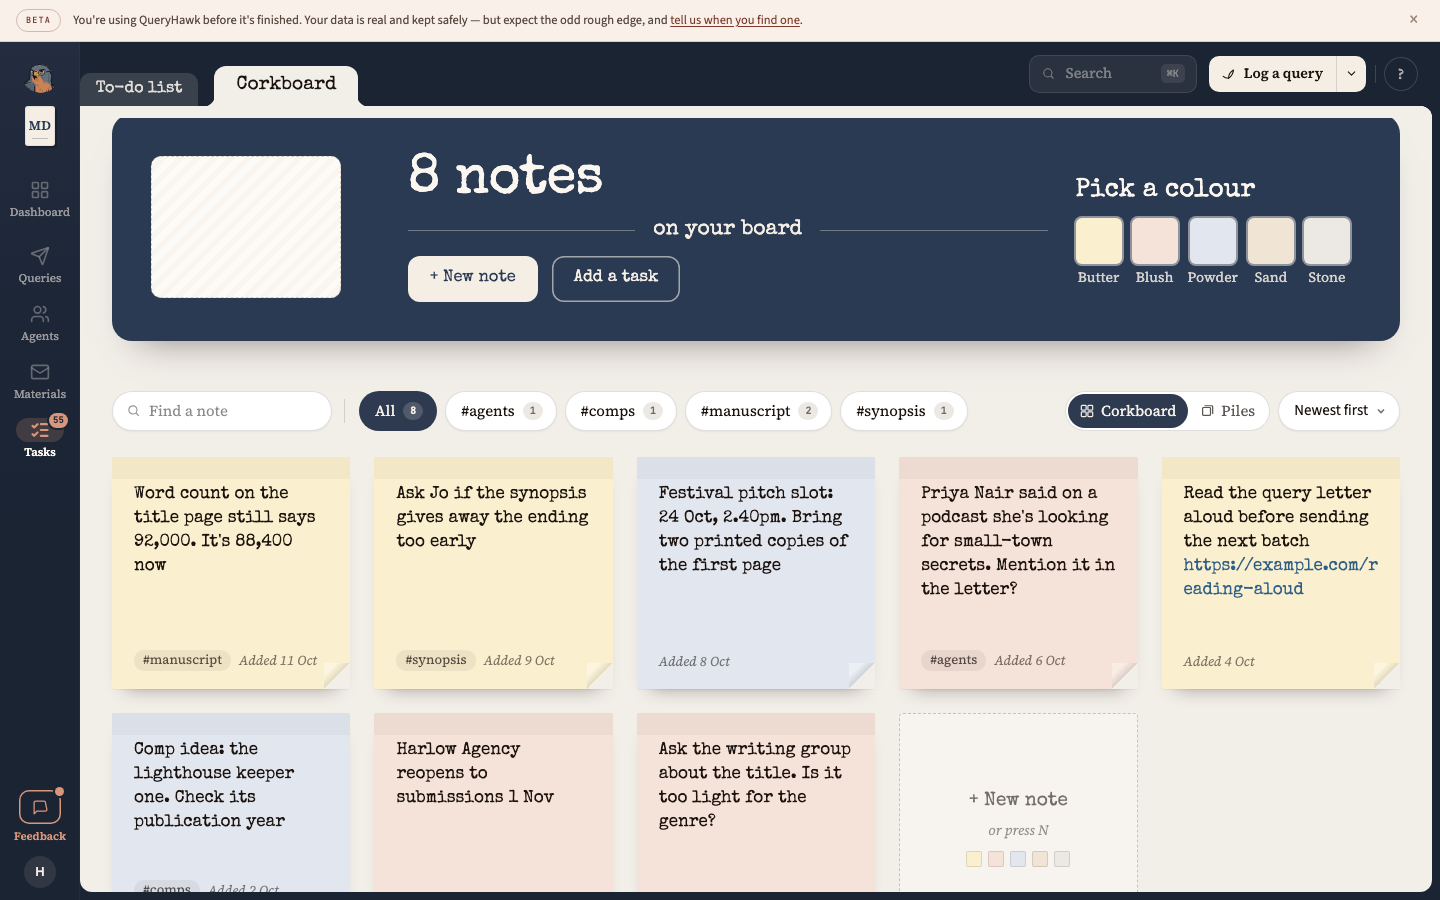 BETA
You're using QueryHawk before it's finished. Your data is real and kept safely — but expect the odd rough edge, and tell us when you find one.
×
To-do list
Corkboard
Search
⌘K
Log a query
?
MD
Dashboard
Queries
Agents
Materials
55
Tasks
Feedback
H
8 notes
on your board
+ New note
Add a task
Pick a colour
Butter
Blush
Powder
Sand
Stone
Find a note
All 8
#agents 1
#comps 1
#manuscript 2
#synopsis 1
Corkboard
Piles
Newest first
Word count on the
title page still says
92,000. It's 88,400
now
#manuscript Added 11 Oct
Ask Jo if the synopsis
gives away the ending
too early
#synopsis Added 9 Oct
Festival pitch slot:
24 Oct, 2.40pm. Bring
two printed copies of
the first page
Added 8 Oct
Priya Nair said on a
podcast she's looking
for small-town
secrets. Mention it in
the letter?
#agents Added 6 Oct
Read the query letter
aloud before sending
the next batch
https://example.com/r
eading-aloud
Added 4 Oct
Comp idea: the
lighthouse keeper
one. Check its
publication year
#comps Added 2 Oct
Harlow Agency
reopens to
submissions 1 Nov
Ask the writing group
about the title. Is it
too light for the
genre?
+ New note
or press N